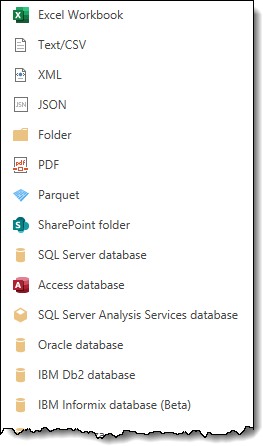 Excel Workbook
Text/CSV
XML
JSON
Folder
PDF
Parquet
SharePoint folder
SQL Server database
Access database
SQL Server Analysis Services database
Oracle database
IBM Db2 database
IBM Informix database (Beta)